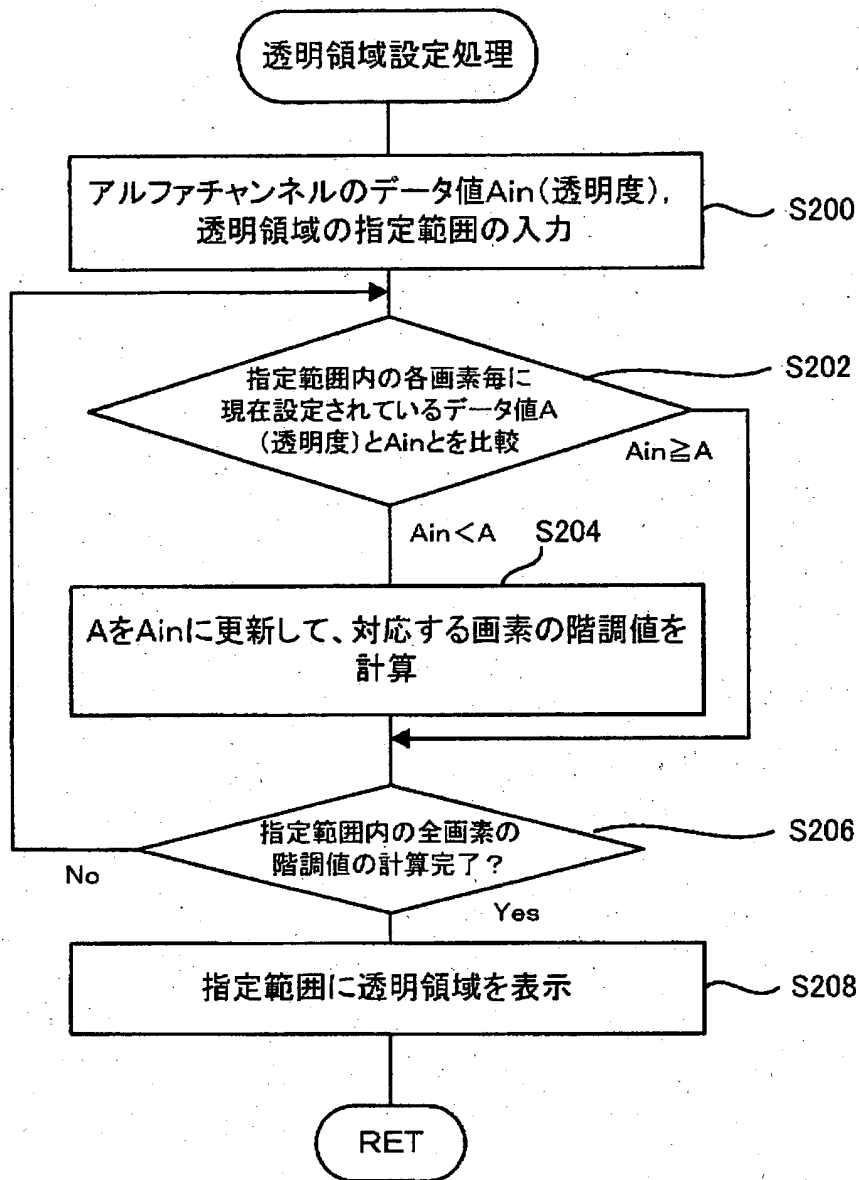 透明領域設定処理
アルファチャンネルのデータ値Ain(透明度),
透明領域の指定範囲の入力
S200
指定範囲内の各画素毎に
現在設定されているデータ値A
(透明度)とAinとを比較
S202
Ain≧A
Ain<A
S204
AをAinに更新して、対応する画素の階調値を
計算
指定範囲内の全画素の
階調値の計算完了?
S206
No
Yes
指定範囲に透明領域を表示
S208
RET